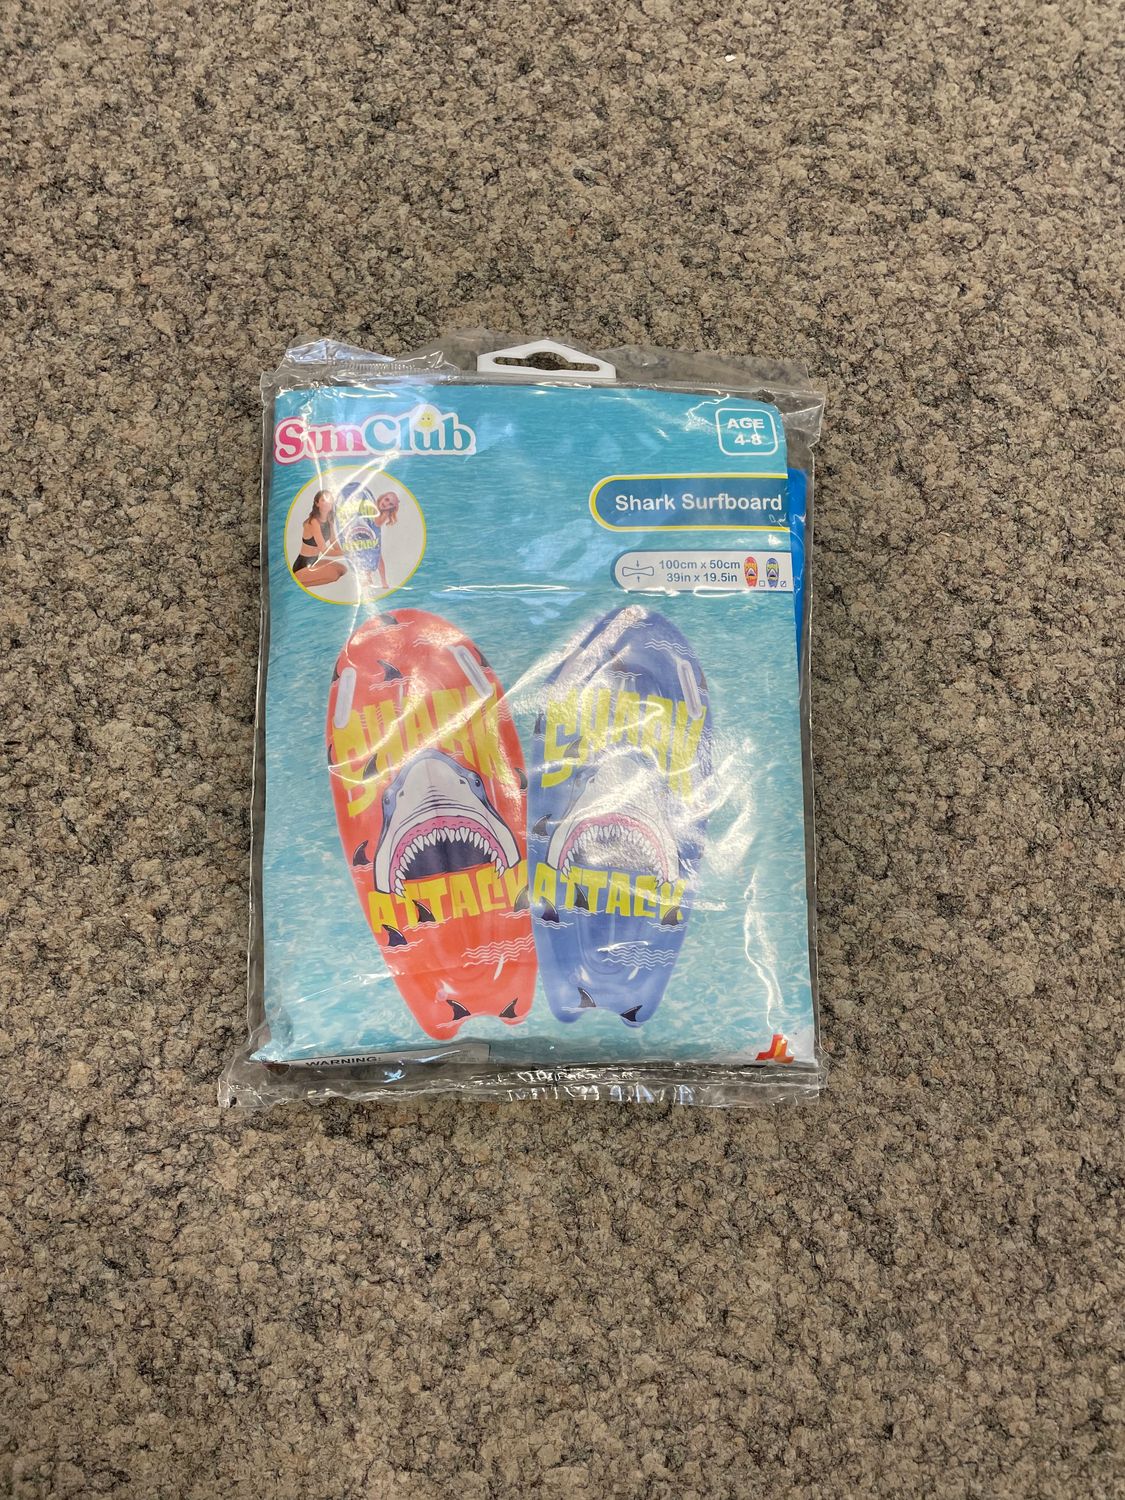 SunClub
AGE
4-8
Shark Surfboard
100cm x 50cm
39in x 19.5in
SHARK
ATTACK
SHARK
ATTACK
WARNING: